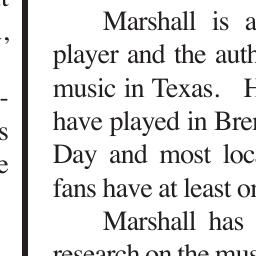 Marshall is a
player and the auth
music in Texas. H
have played in Bren
Day and most loca
fans have at least on
Marshall has
research on the mus